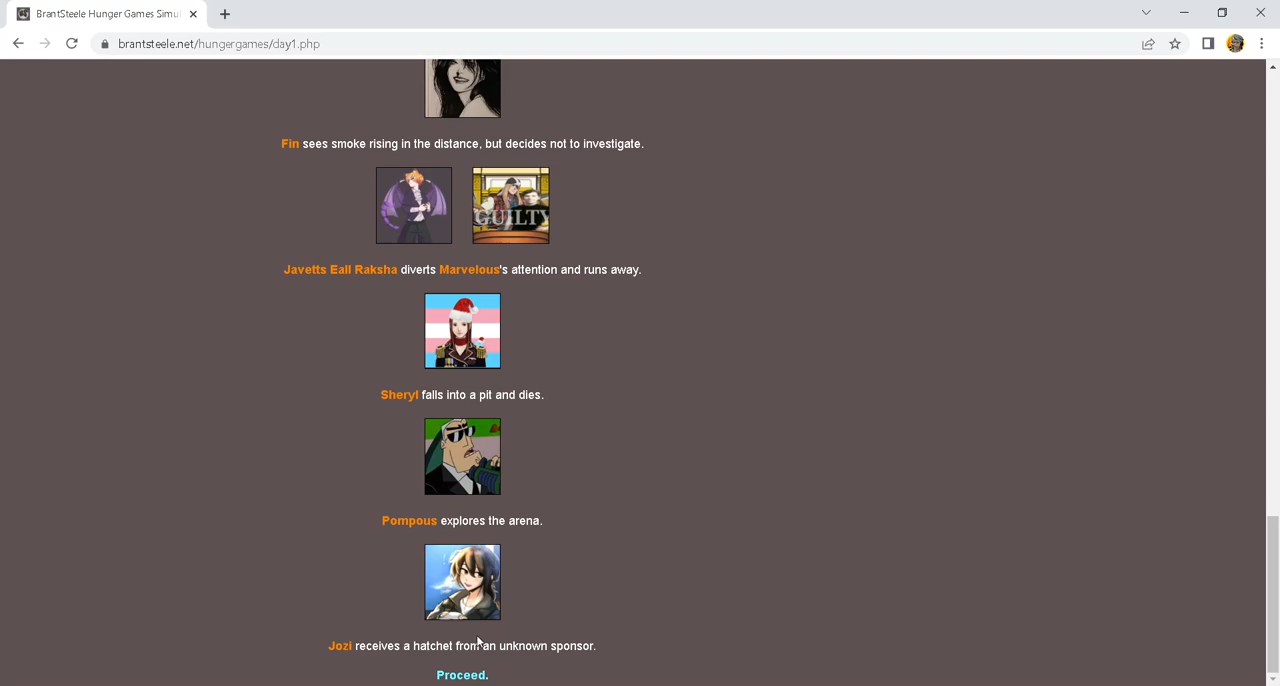 BrantSteele Hunger Games Simu
brantsteele.net/hungergames/day1.php
Fin sees smoke rising in the distance, but decides not to investigate.
GUILTY
Javetts Eall Raksha diverts Marvelous's attention and runs away.
Sheryl falls into a pit and dies.
Pompous explores the arena.
Jozi receives a hatchet from an unknown sponsor.
Proceed.